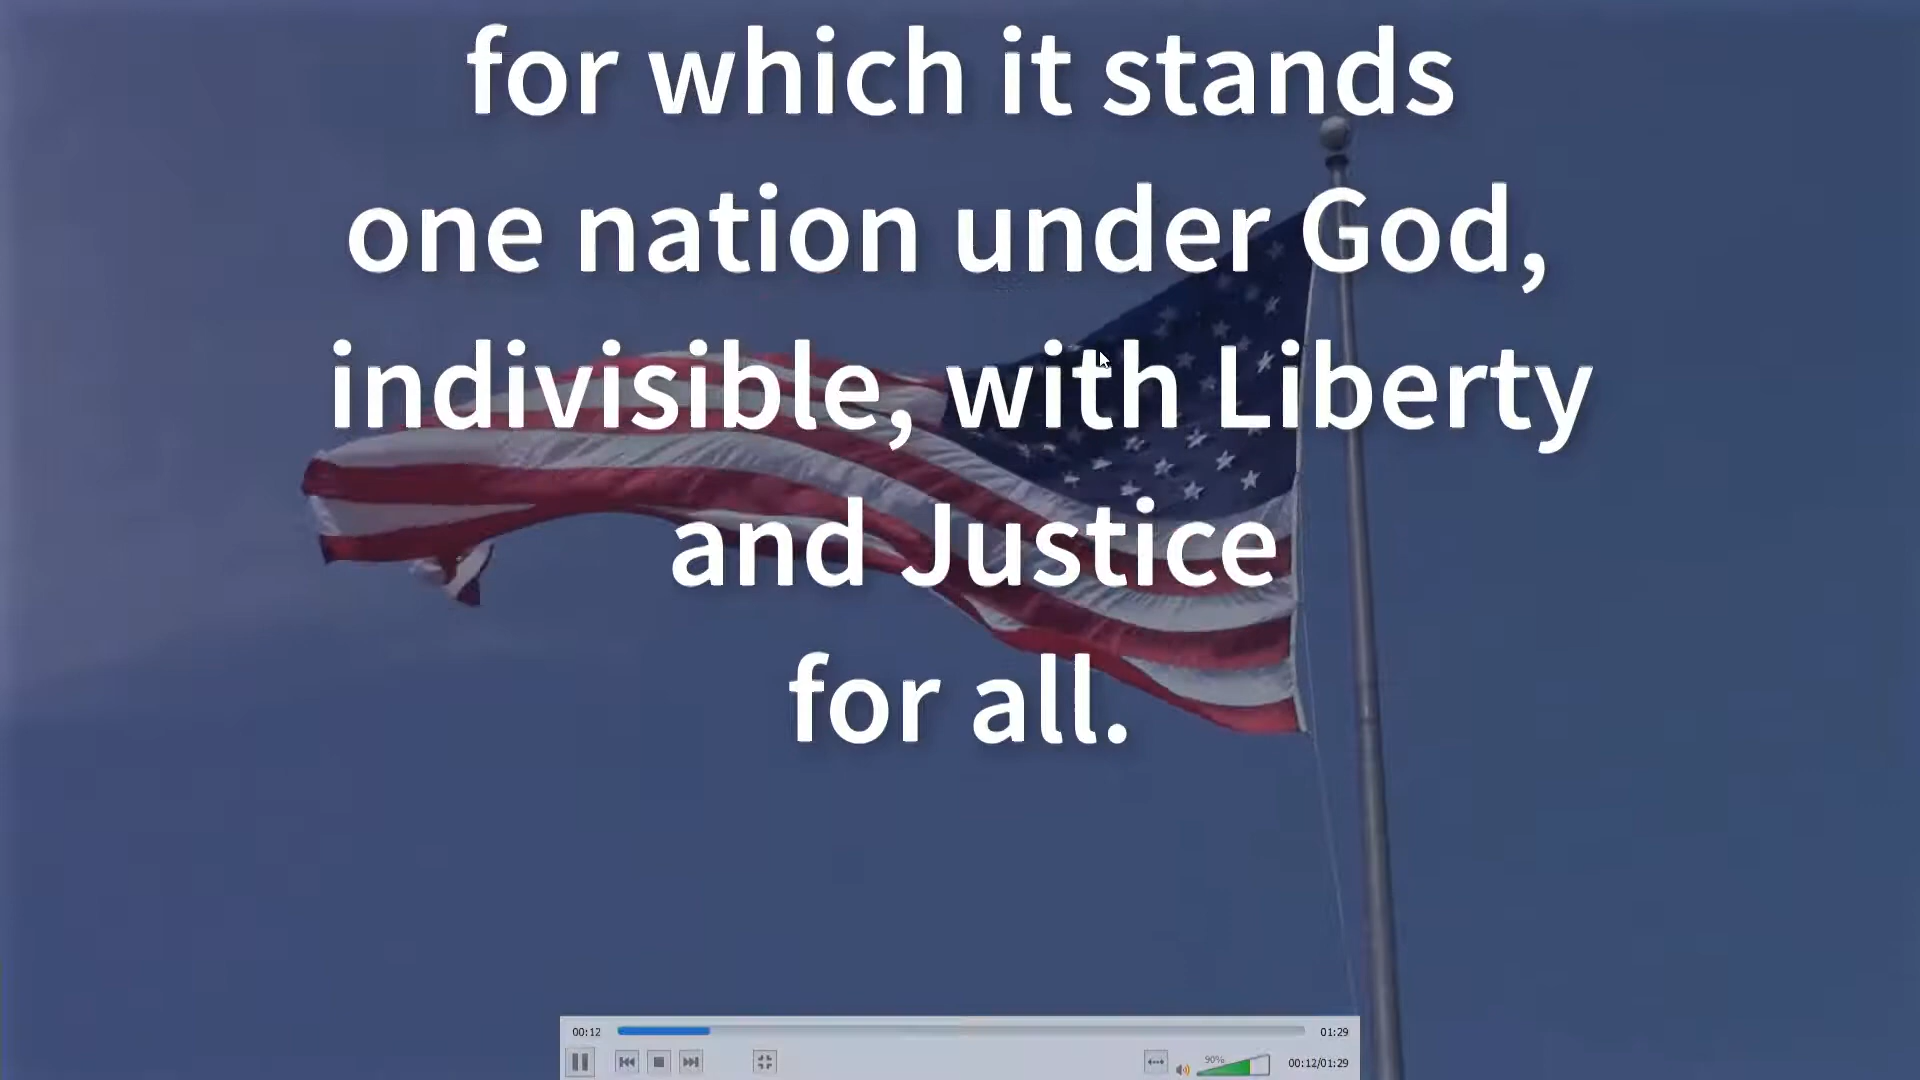 for which it stands
one nation under God,
indivisible, with Liberty
and Justice
for all.
00:12
01:29
90%
00:12/01:29